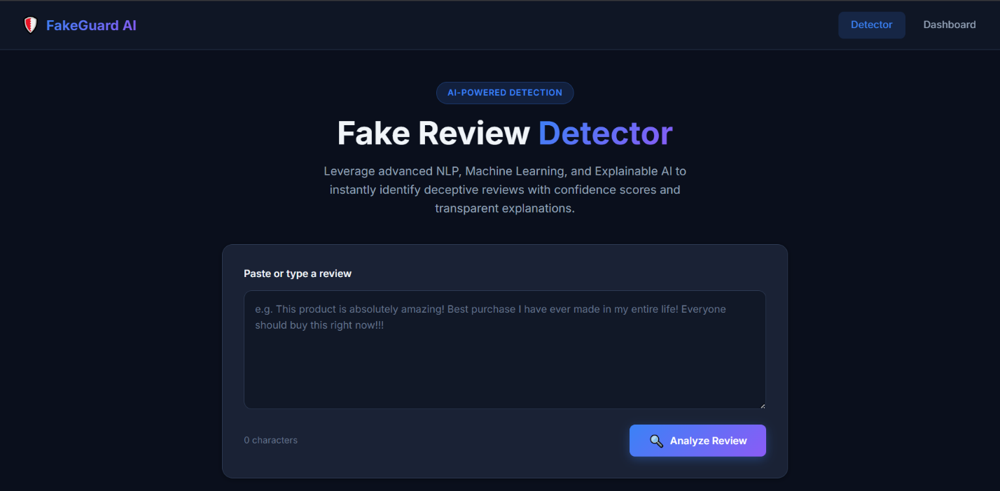 FakeGuard AI
Detector
Dashboard
AI-POWERED DETECTION
Fake Review Detector
Leverage advanced NLP, Machine Learning, and Explainable AI to
instantly identify deceptive reviews with confidence scores and
transparent explanations.
Paste or type a review
e.g. This product is absolutely amazing! Best purchase I have ever made in my entire life! Everyone
should buy this right now!!!
0 characters
Analyze Review